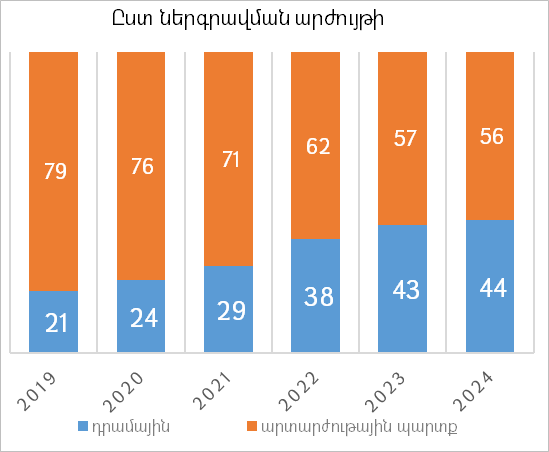 Ըստ ներգրավման արժույթի
79 76 71 62 57 56
21 24 29 38 43 44
2019 2020 2021 2022 2023 2024
դրամային արտարժութային պարտք